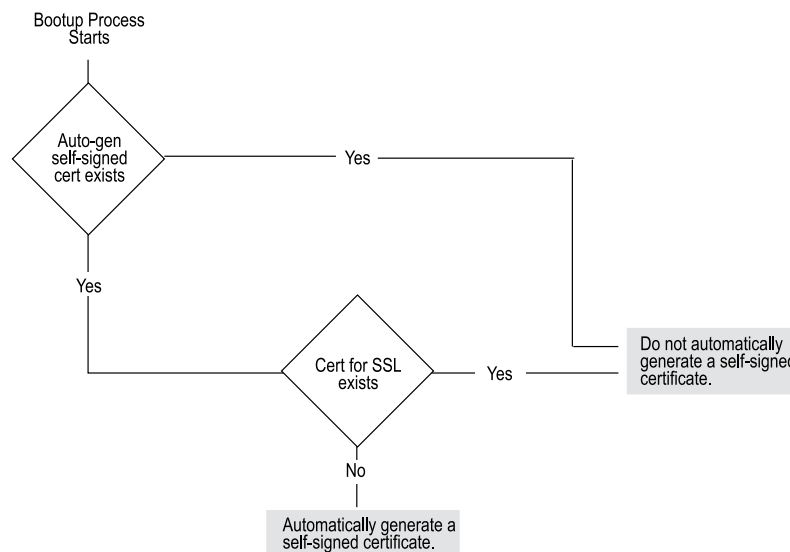 Bootup Process
Starts
Auto-gen
self-signed
cert exists
Yes
Yes
Cert for SSL
exists
Yes
Do not automatically
generate a self-signed
certificate.
No
Automatically generate a
self-signed certificate.